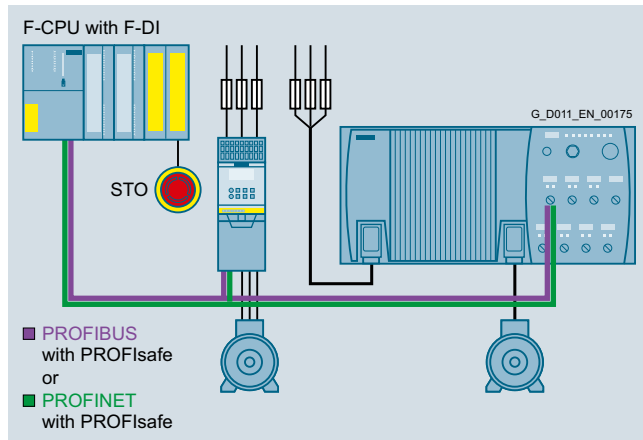 F-CPU with F-DI
G_D011_EN_00175
STO
PROFIBUS
with PROFIsafe
or
PROFINET
with PROFIsafe